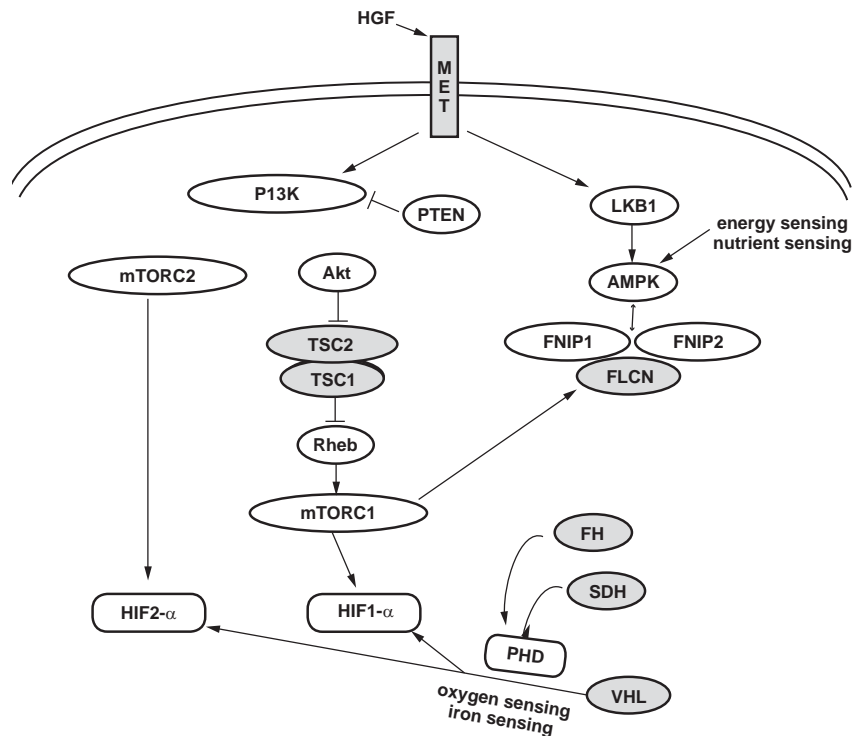 HGF
MET
P13K
PTEN
LKB1
energy sensing
nutrient sensing
mTORC2
Akt
AMPK
TSC2
TSC1
FNIP1
FNIP2
FLCN
Rheb
mTORC1
FH
SDH
HIF2-α
HIF1-α
PHD
VHL
oxygen sensing
iron sensing